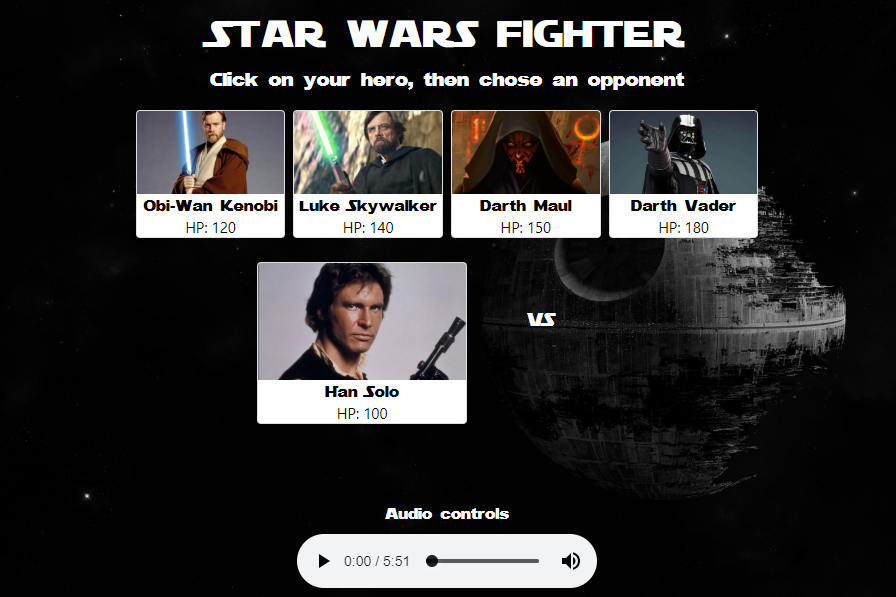 STAR WARS FIGHTER
Click on your hero, then chose an opponent
Obi-Wan Kenobi
HP: 120
Luke Skywalker
HP: 140
Darth Maul
HP: 150
Darth Vader
HP: 180
VS
Han Solo
HP: 100
Audio controls
0:00 / 5:51